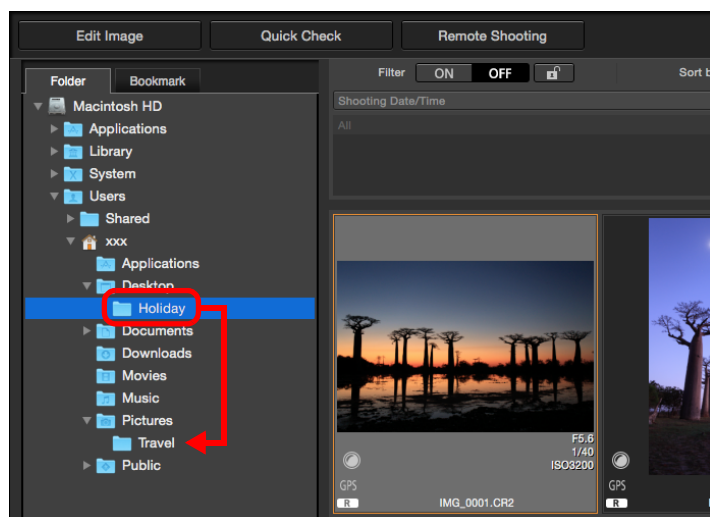 Edit Image
Quick Check
Remote Shooting
Folder
Bookmark
Filter
ON
OFF
Sort b
Macintosh HD
Applications
Library
System
Users
Shared
xxx
Applications
Desktop
Holiday
Documents
Downloads
Movies
Music
Pictures
Travel
Public
Shooting Date/Time
All
F5.6
1/40
ISO3200
GPS
R
IMG_0001.CR2
GPS
R